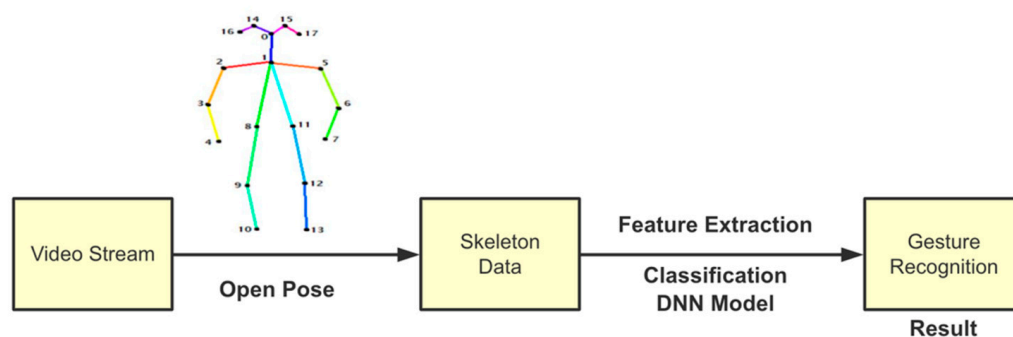 14
15
16
17
0
1
2
5
3
6
4
7
8
11
9
12
10
13
Video Stream
Open Pose
Skeleton
Data
Feature Extraction
Classification
DNN Model
Gesture
Recognition
Result